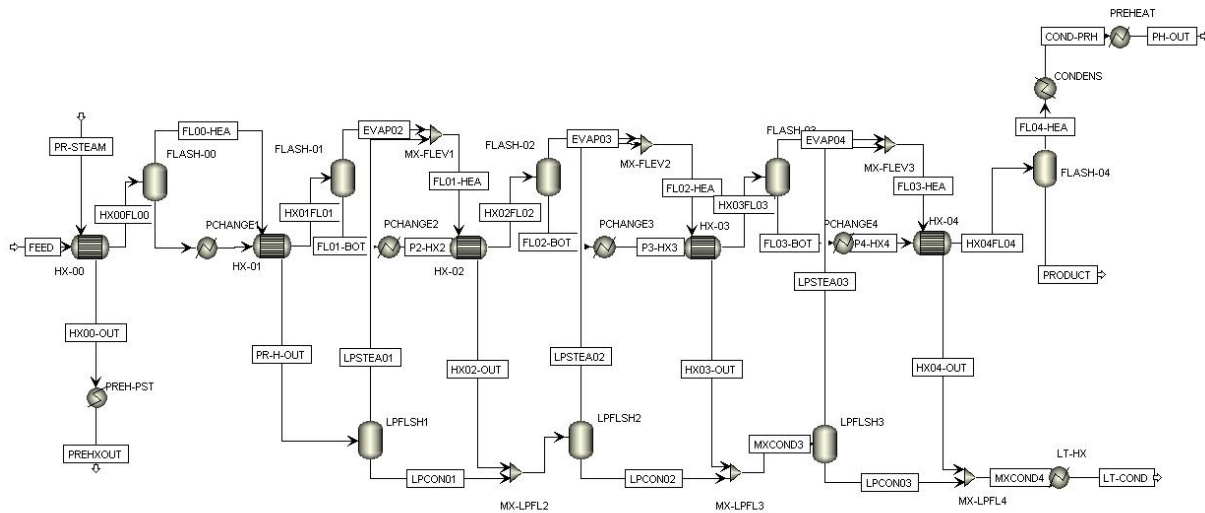 PREHEAT
COND-PRH
PH-OUT
CONDENS
FL04-HEA
FLASH-04
PRODUCT
PR-STEAM
FL00-HEA
FLASH-00
HX00FL00
FEED
HX-00
HX00-OUT
PREH-PST
PREHXOUT
PCHANGE1
HX-01
FLASH-01
HX01FL01
FL01-BOT
PR-H-OUT
EVAP02
MX-FLEV1
FL01-HEA
PCHANGE2
P2-HX2
HX-02
LPSTEA01
HX02-OUT
LPFLSH1
LPCON01
MX-LPFL2
FLASH-02
HX02FL02
FL02-BOT
EVAP03
MX-FLEV2
FL02-HEA
PCHANGE3
P3-HX3
HX-03
LPSTEA02
HX03-OUT
LPFLSH2
LPCON02
MX-LPFL3
MXCOND3
FLASH-03
HX03FL03
FL03-BOT
EVAP04
MX-FLEV3
FL03-HEA
PCHANGE4
P4-HX4
HX-04
HX04FL04
LPSTEA03
HX04-OUT
LPFLSH3
LPCON03
MX-LPFL4
MXCOND4
LT-HX
LT-COND